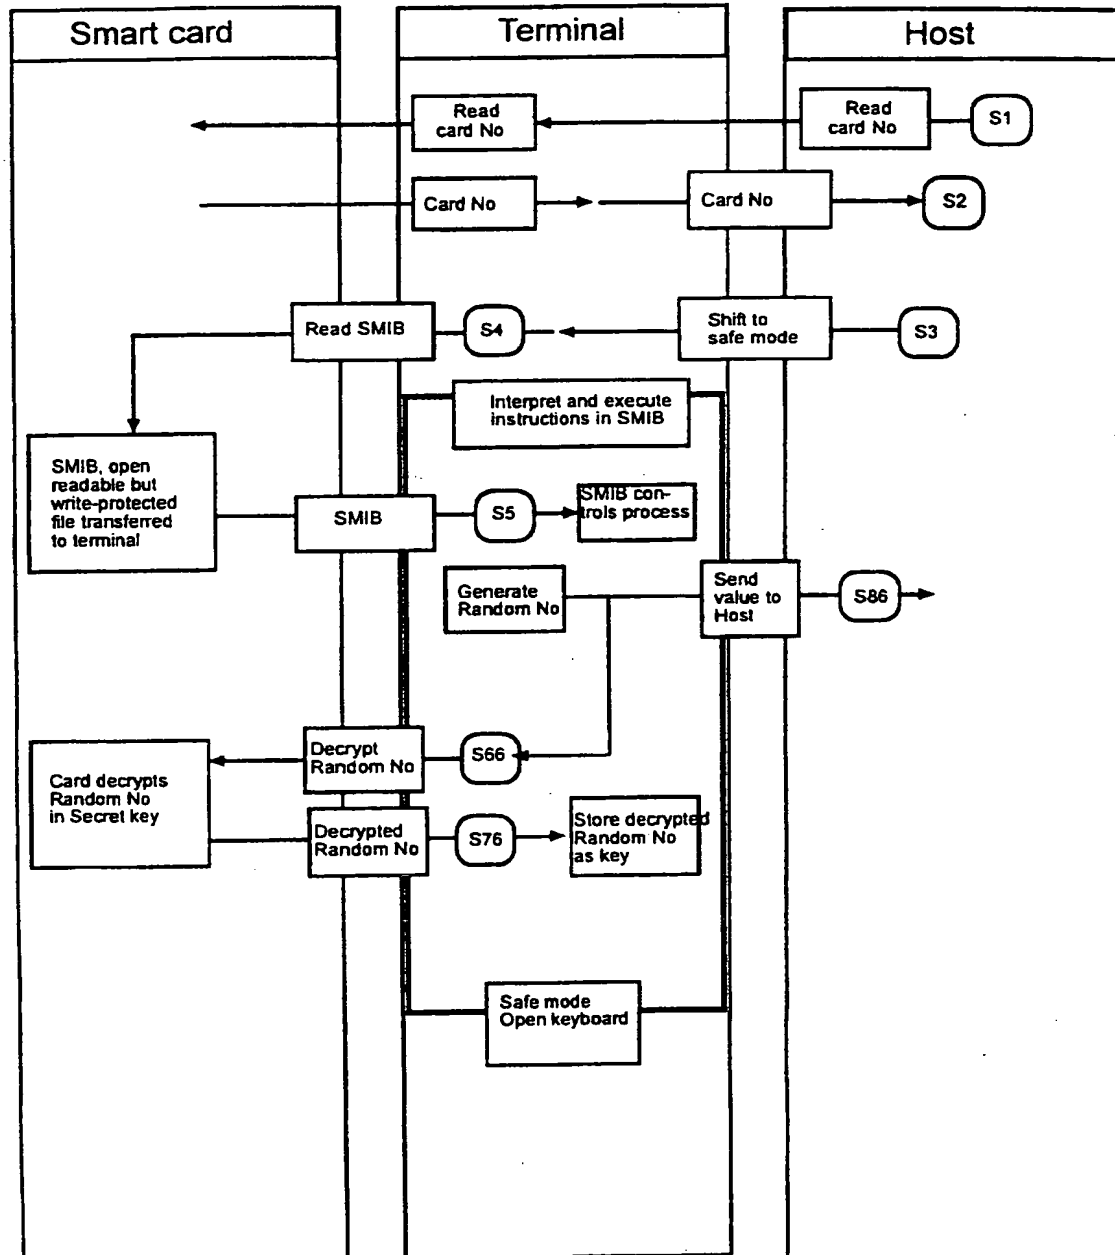 Smart card
Terminal
Host
Read
card No
Read
card No
S1
Card No
Card No
S2
Read SMIB
S4
Shift to
safe mode
S3
Interpret and execute
instructions in SMIB
SMIB, open
readable but
write-protected
file transferred
to terminal
SMIB
S5
SMIB con-
trols process
Generate
Random No
Send
value to
Host
S86
Decrypt
Random No
S66
Card decrypts
Random No
in Secret key
Decrypted
Random No
S76
Store decrypted
Random No
as key
Safe mode
Open keyboard